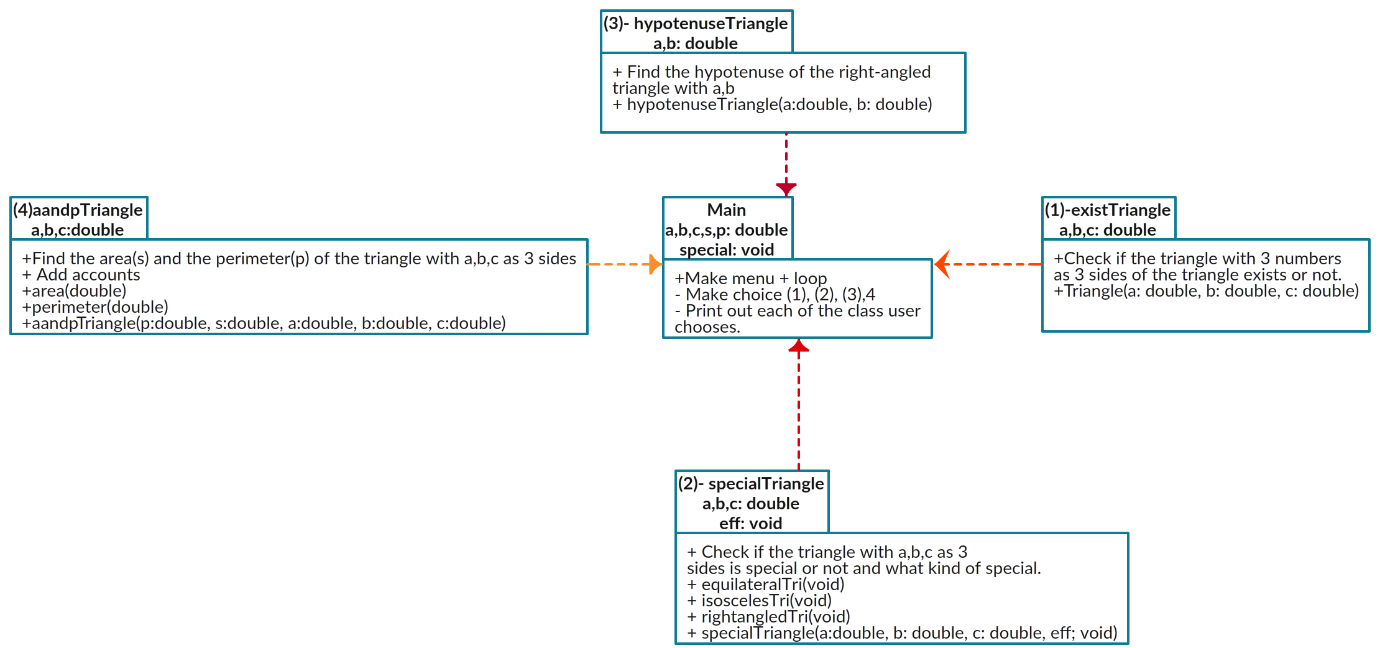 (3)- hypotenuseTriangle
a,b: double
+ Find the hypotenuse of the right-angled
triangle with a,b
+ hypotenuseTriangle(a:double, b: double)
(4)aandpTriangle
a,b,c:double
+Find the area(s) and the perimeter(p) of the triangle with a,b,c as 3 sides
+ Add accounts
+area(double)
+perimeter(double)
+aandpTriangle(p:double, s:double, a:double, b:double, c:double)
Main
a,b,c,s,p: double
special: void
+Make menu + loop
- Make choice (1), (2), (3),4
- Print out each of the class user
chooses.
(1)-existTriangle
a,b,c: double
+Check if the triangle with 3 numbers
as 3 sides of the triangle exists or not.
+Triangle(a: double, b: double, c: double)
(2)- specialTriangle
a,b,c: double
eff: void
+ Check if the triangle with a,b,c as 3
sides is special or not and what kind of special.
+ equilateralTri(void)
+ isoscelesTri(void)
+ rightangledTri(void)
+ specialTriangle(a:double, b: double, c: double, eff; void)